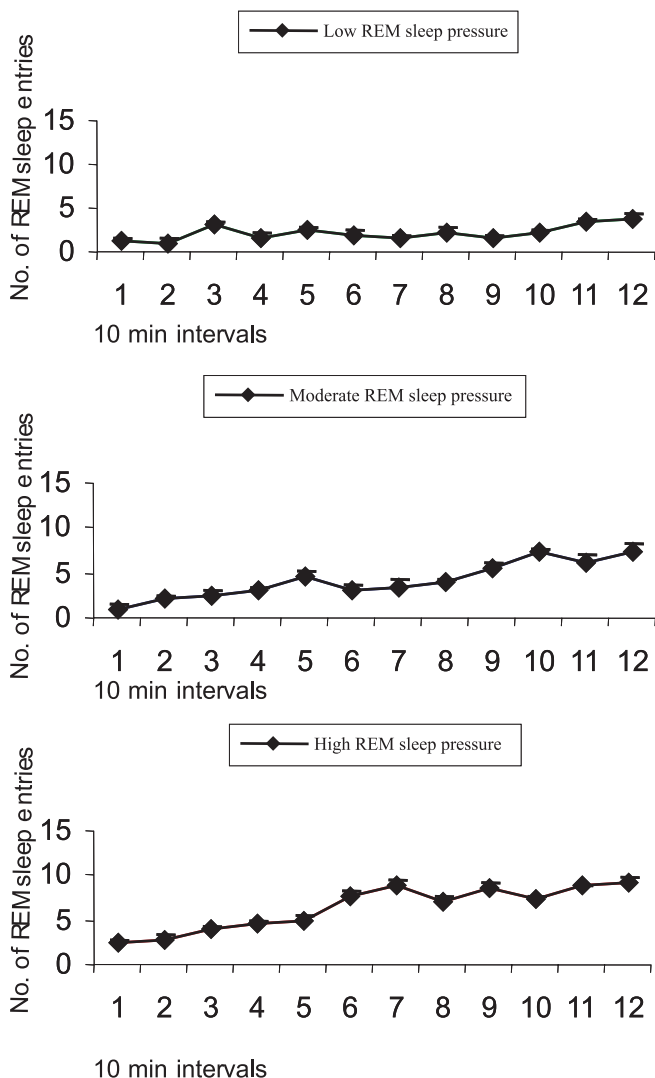 Low REM sleep pressure
No. of REM sleep entries
15
10
5
0
1 2 3 4 5 6 7 8 9 10 11 12
10 min intervals
Moderate REM sleep pressure
No. of REM sleep entries
15
10
5
0
1 2 3 4 5 6 7 8 9 10 11 12
10 min intervals
High REM sleep pressure
No. of REM sleep entries
15
10
5
0
1 2 3 4 5 6 7 8 9 10 11 12
10 min intervals